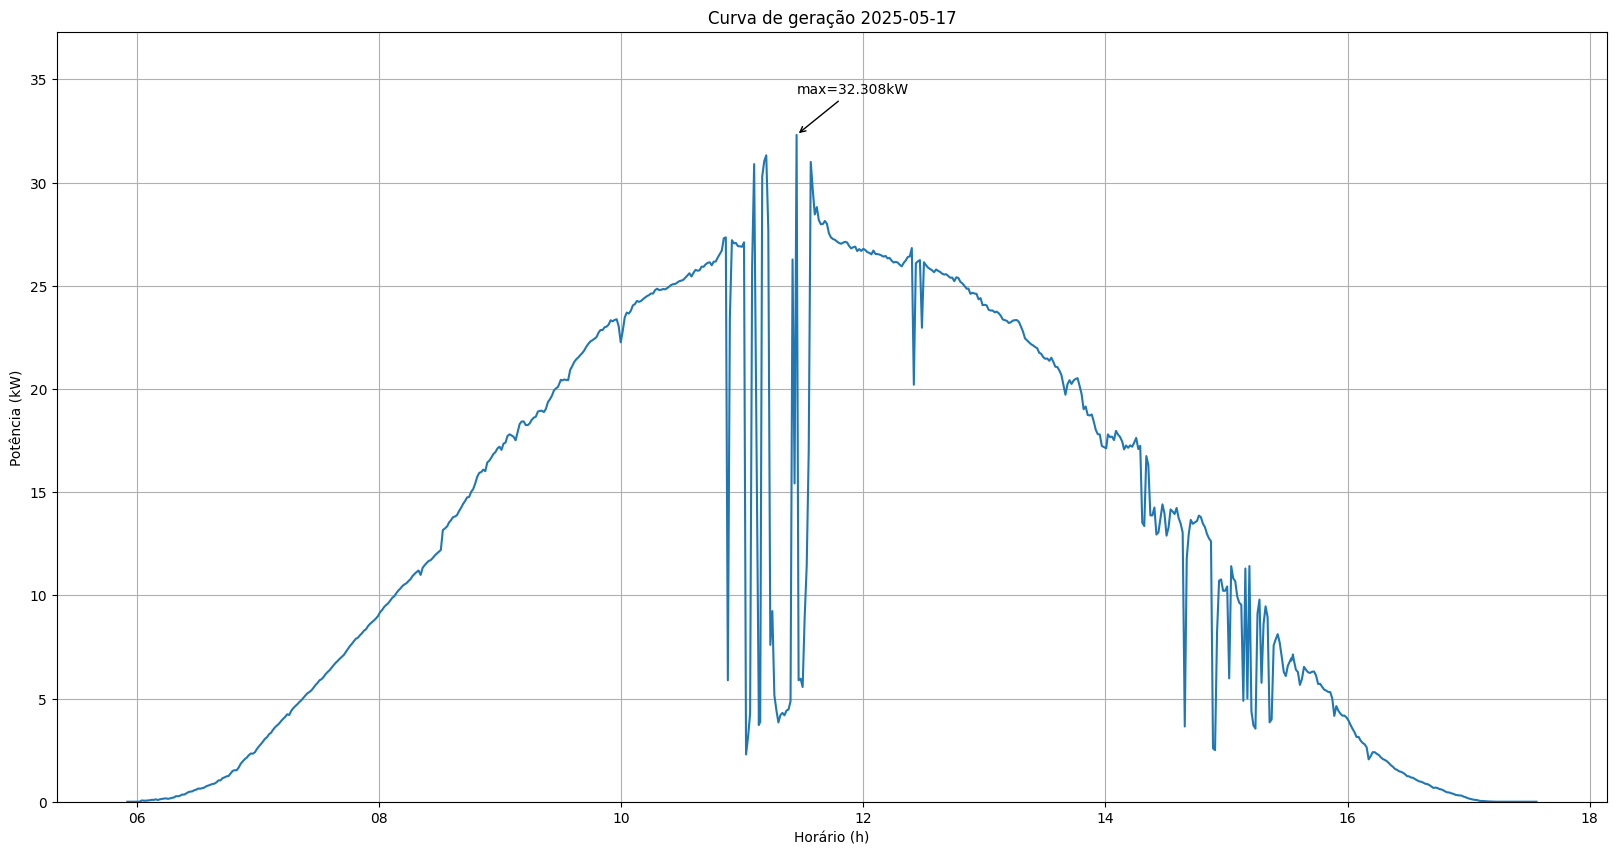 Curva de geração 2025-05-17
max=32.308kW
Potência (kW)
35
30
25
20
15
10
5
0
06 08 10 12 14 16 18
Horário (h)